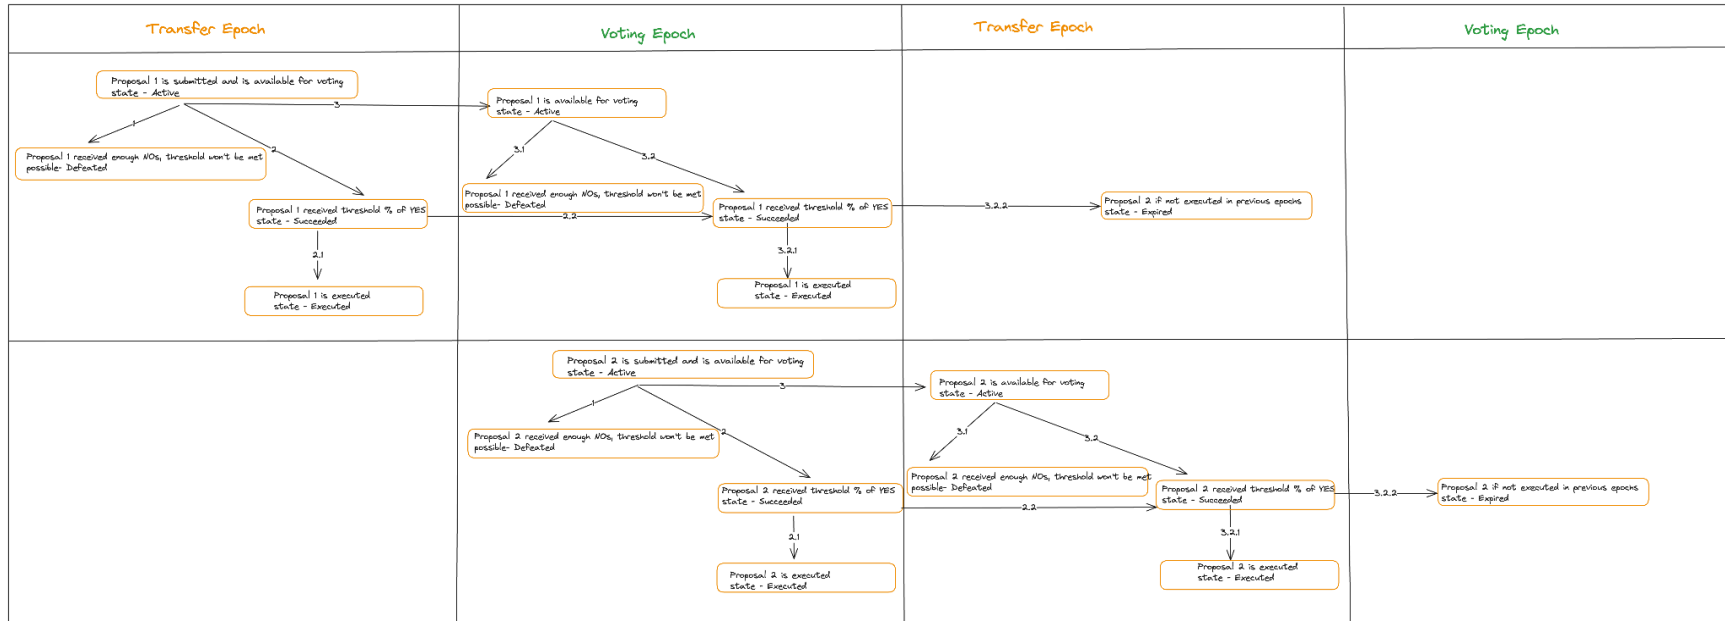 Transfer Epoch
Voting Epoch
Transfer Epoch
Voting Epoch
Proposal 1 is submitted and is available for voting
state - Active
3
Proposal 1 is available for voting
state - Active
1
2
Proposal 1 received enough NOs, threshold won't be met
possible- Defeated
3.1
3.2
Proposal 1 received enough NOs, threshold won't be met
possible- Defeated
Proposal 1 received threshold % of YES
state - Succeeded
2.2
Proposal 1 received threshold % of YES
state - Succeeded
3.2.2
Proposal 2 if not executed in previous epochs
state - Expired
2.1
3.2.1
Proposal 1 is executed
state - Executed
Proposal 1 is executed
state - Executed
Proposal 2 is submitted and is available for voting
state - Active
3
Proposal 2 is available for voting
state - Active
1
2
Proposal 2 received enough NOs, threshold won't be met
possible- Defeated
3.1
3.2
Proposal 2 received enough NOs, threshold won't be met
possible- Defeated
Proposal 2 received threshold % of YES
state - Succeeded
2.2
Proposal 2 received threshold % of YES
state - Succeeded
3.2.2
Proposal 2 if not executed in previous epochs
state - Expired
2.1
3.2.1
Proposal 2 is executed
state - Executed
Proposal 2 is executed
state - Executed